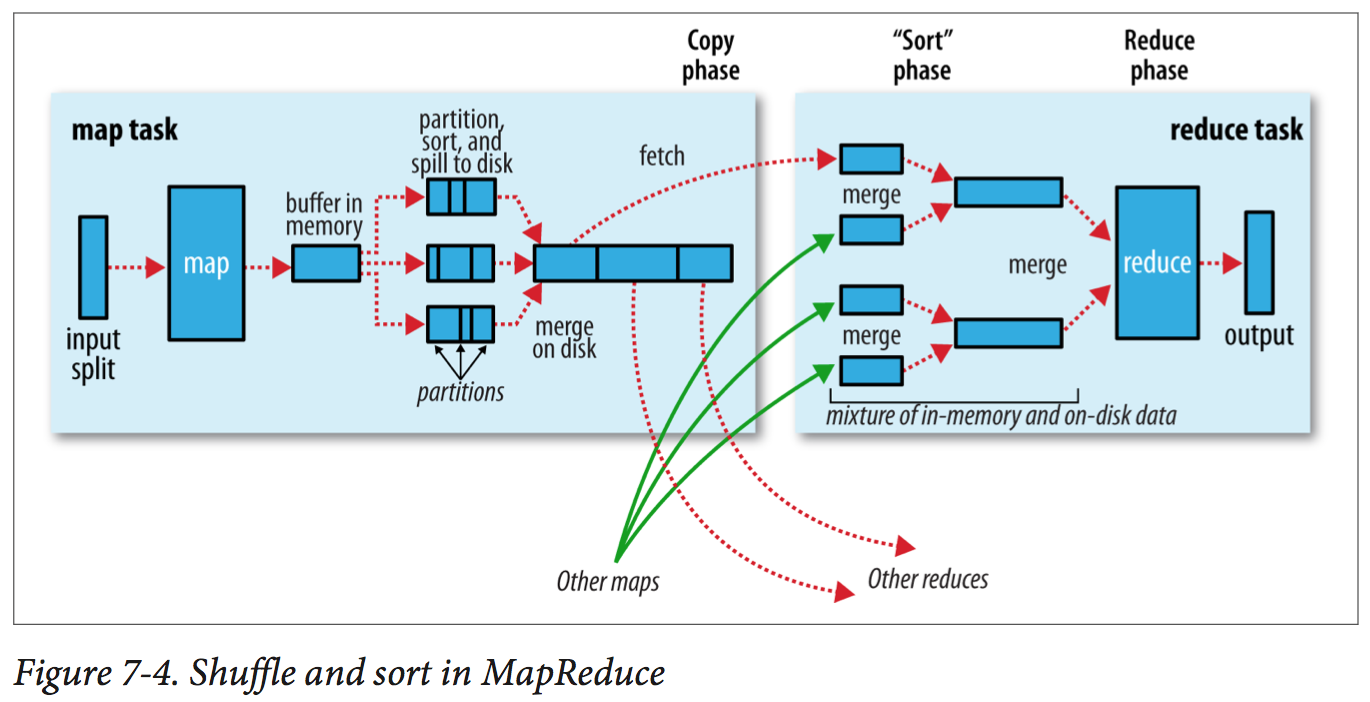 Copy
phase
“Sort”
phase
Reduce
phase
map task
reduce task
partition,
sort, and
spill to disk
fetch
buffer in
memory
merge
map
merge
reduce
input
split
merge
on disk
merge
output
partitions
mixture of in-memory and on-disk data
Other maps
Other reduces
Figure 7-4. Shuffle and sort in MapReduce